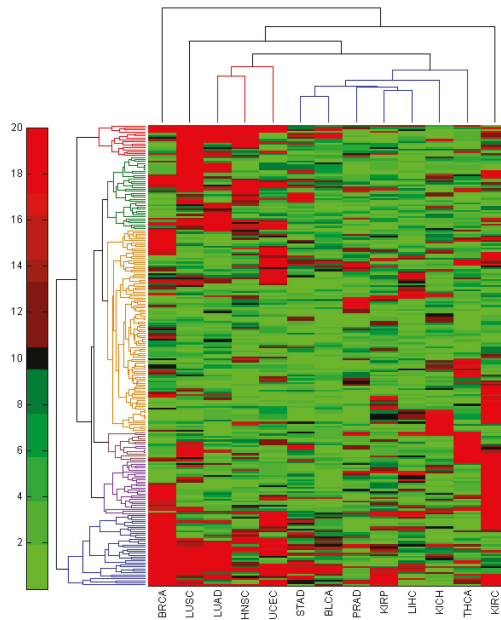 20
18
16
14
12
10
8
6
4
2
BRCA
LUSC
LUAD
HNSC
UCEC
STAD
BLCA
PRAD
KIRP
LIHC
KICH
THCA
KIRC